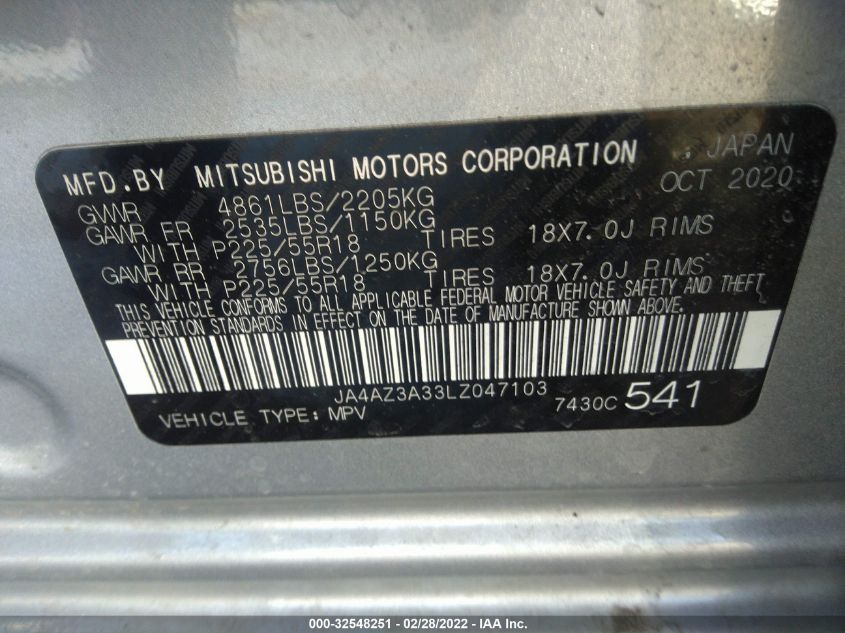 MFD.BY MITSUBISHI MOTORS CORPORATION JAPAN
GWWR 4861LBS/2205KG OCT 2020
GAWR FR 2535LBS/1150KG
WITH P225/55R18 TIRES 18X7.0J RIMS
GAWR RR 2756LBS/1250KG
WITH P225/55R18 TIRES 18X7.0J RIMS
THIS VEHICLE CONFORMS TO ALL APPLICABLE FEDERAL MOTOR VEHICLE SAFETY AND THEFT
PREVENTION STANDARDS IN EFFECT ON THE DATE OF MANUFACTURE SHOWN ABOVE.
JA4AZ3A33LZ047103
VEHICLE TYPE: MPV 7430C 541
000-32548251 - 02/28/2022 - IAA Inc.